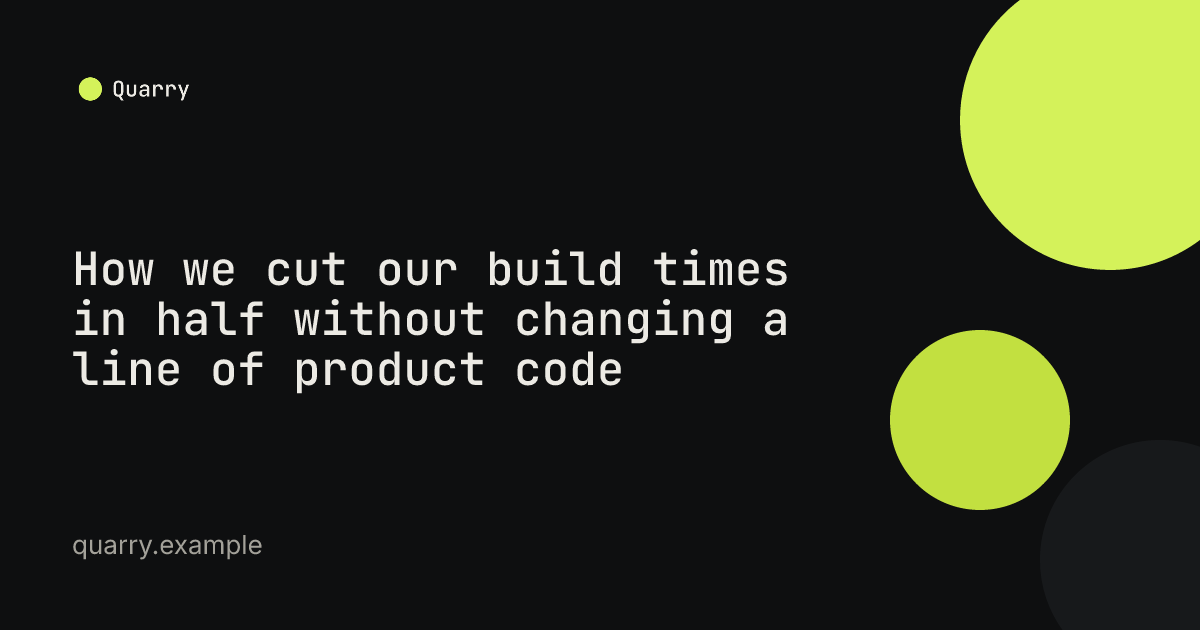 Quarry
How we cut our build times
in half without changing a
line of product code
quarry.example